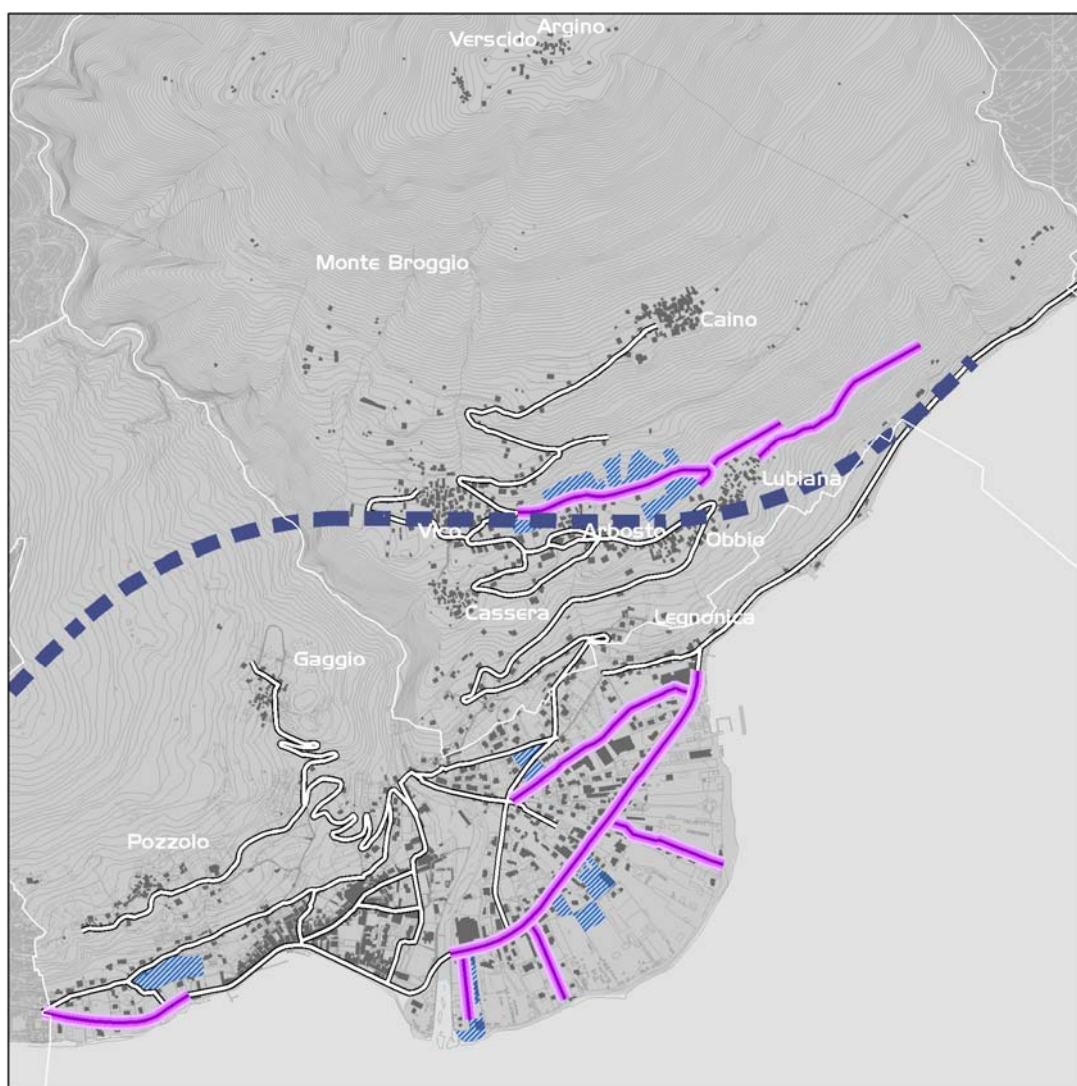 Argino
Verscido
Monte Broggio
Caino
Lubiana
Vico
Arbosto
Obbio
Cassera
Legnonica
Gaggio
Pozzolo